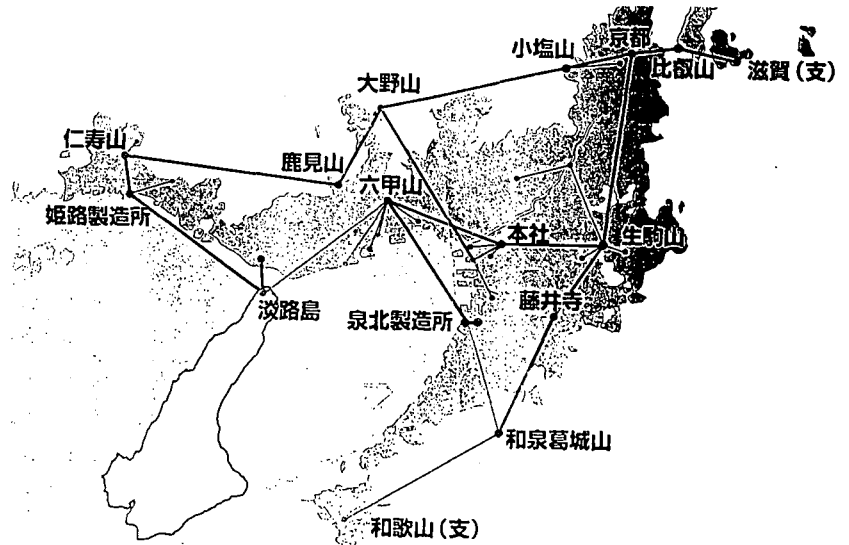 小塩山
京都
比叡山
滋賀(支)
大野山
仁寿山
鹿見山
六甲山
姫路製造所
本社
生駒山
淡路島
泉北製造所
藤井寺
和泉葛城山
和歌山(支)